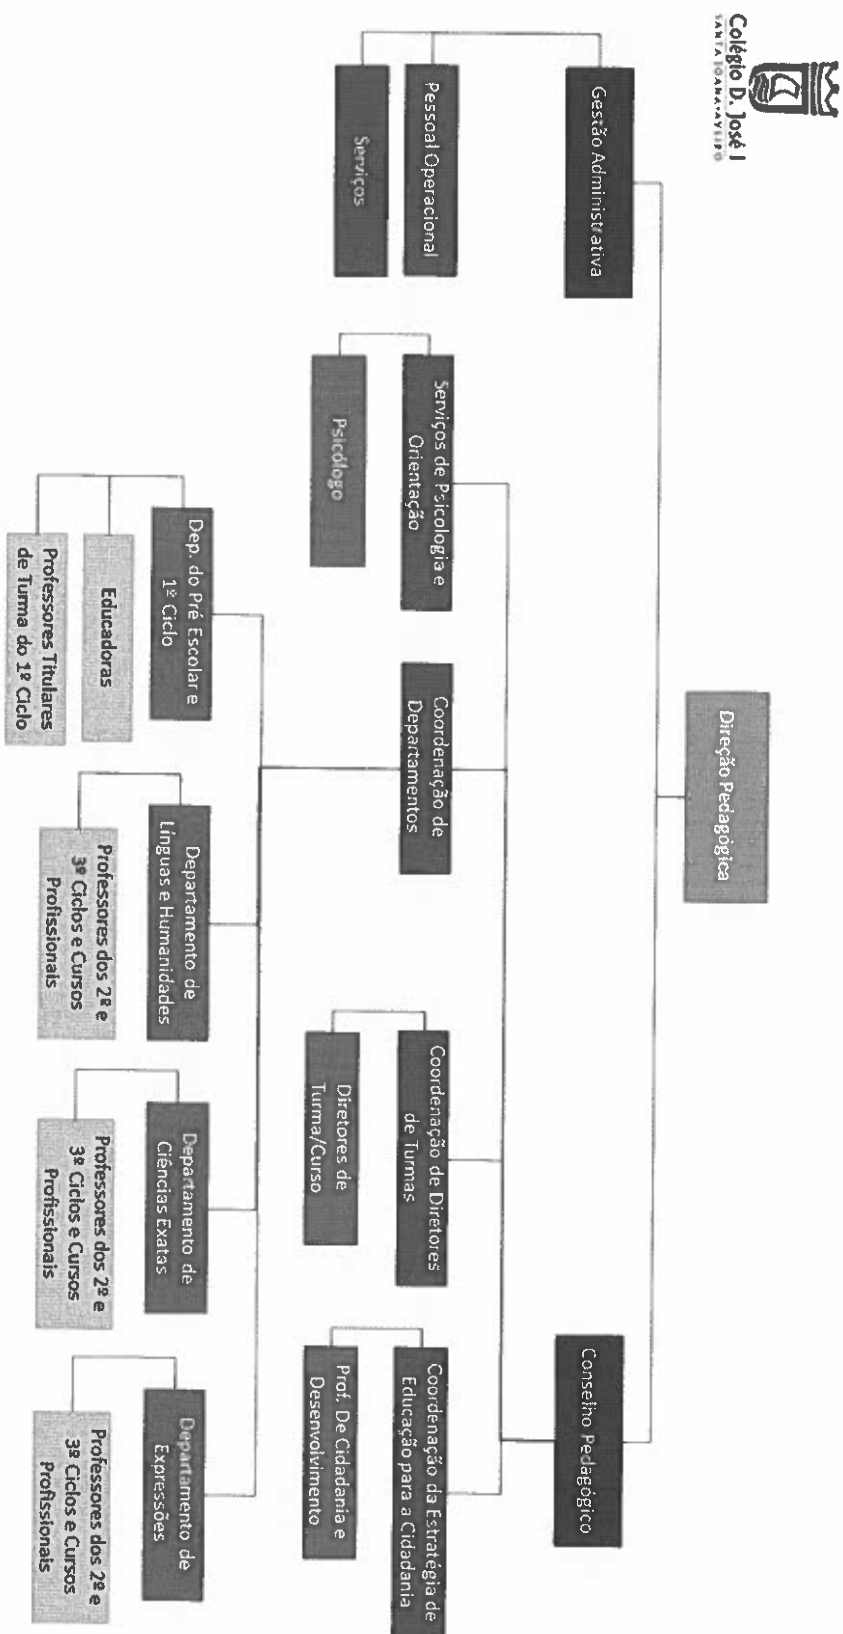 Colégio D. José I
SANTA JOANA•AVEIRO
Direção Pedagógica
Gestão Administrativa
Conselho Pedagógico
Pessoal Operacional
Serviços
Serviços de Psicologia e
Orientação
Psicólogo
Coordenação de
Departamentos
Coordenação de Diretores
de Turmas
Diretores de
Turma/Curso
Coordenação da Estratégia de
Educação para a Cidadania
Prof. De Cidadania e
Desenvolvimento
Dep. do Pré Escolar e
1º Ciclo
Educadoras
Professores Titulares
de Turma do 1º Ciclo
Departamento de
Línguas e Humanidades
Professores dos 2º e
3º Ciclos e Cursos
Profissionais
Departamento de
Ciências Exatas
Professores dos 2º e
3º Ciclos e Cursos
Profissionais
Departamento de
Expressões
Professores dos 2º e
3º Ciclos e Cursos
Profissionais